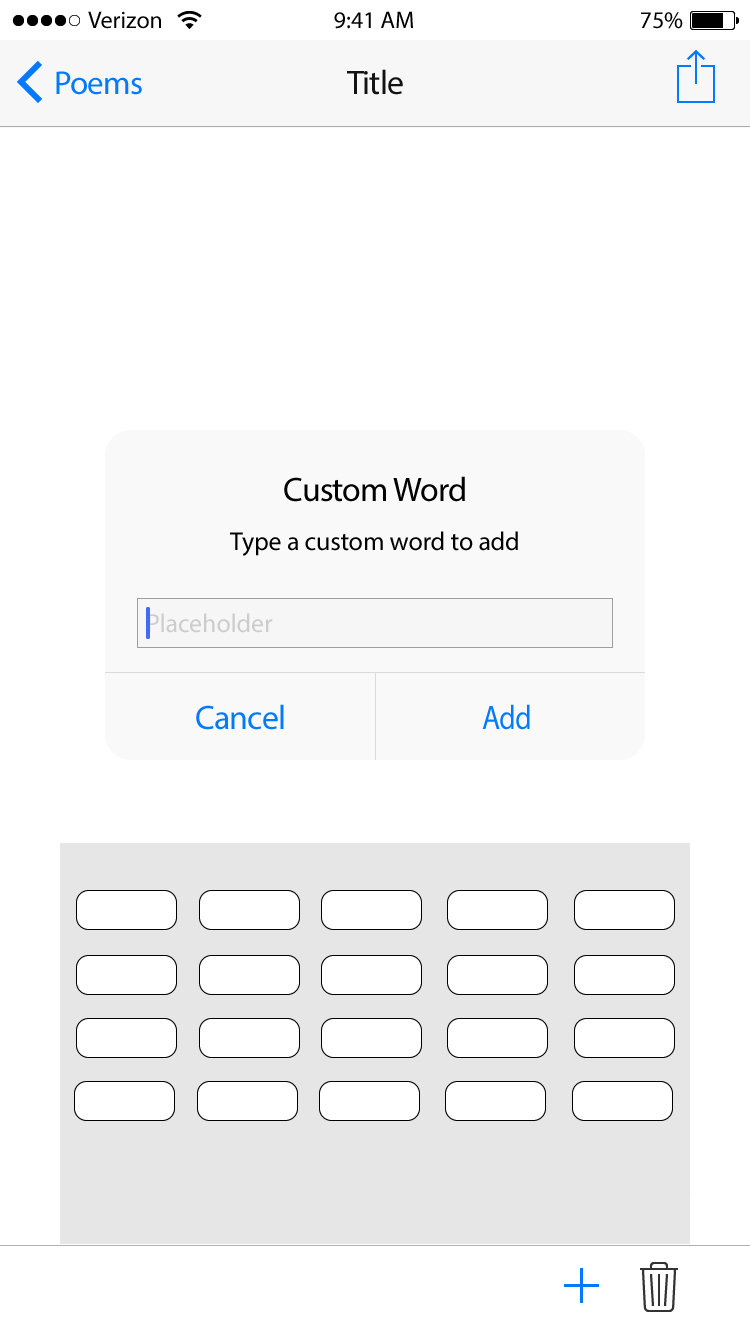 Verizon 9:41 AM 75%
Poems Title
Custom Word
Type a custom word to add
Placeholder
Cancel Add